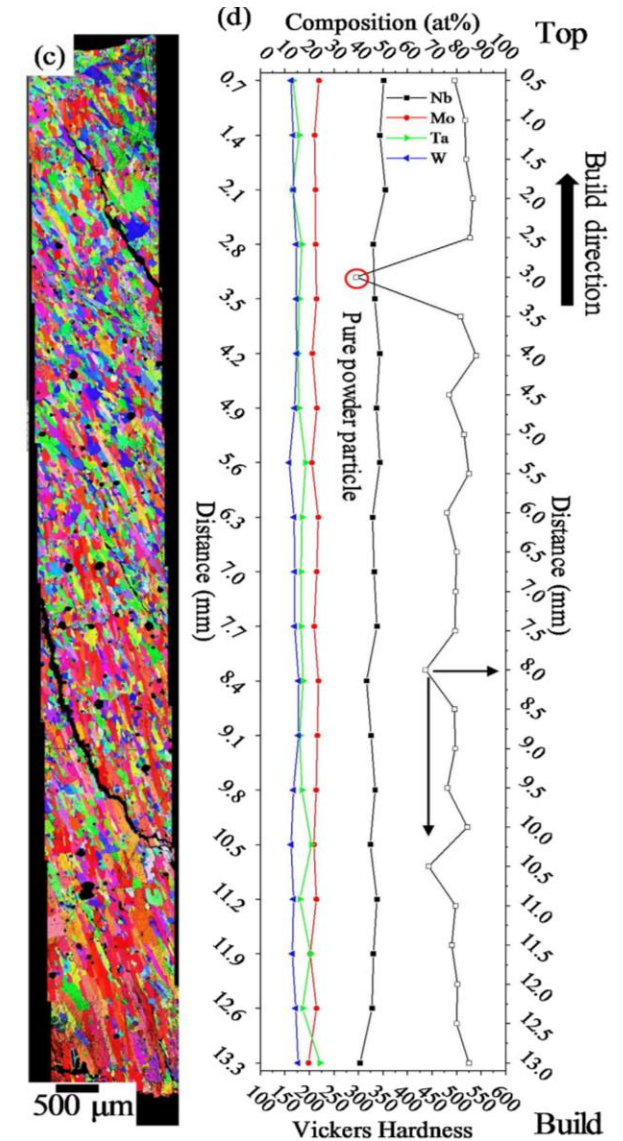 (c)
500 μm
(d)
Composition (at%)
0 10 20 30 40 50 60 70 80 90 100
Top
Nb
Mo
Ta
W
0.7
1.4
2.1
2.8
3.5
4.2
4.9
5.6
6.3
7.0
7.7
8.4
9.1
9.8
10.5
11.2
11.9
12.6
13.3
Distance (mm)
Pure powder particle
0.5
1.0
1.5
2.0
2.5
3.0
3.5
4.0
4.5
5.0
5.5
6.0
6.5
7.0
7.5
8.0
8.5
9.0
9.5
10.0
10.5
11.0
11.5
12.0
12.5
13.0
Distance (mm)
Build direction
100 150 200 250 300 350 400 450 500 550 600
Vickers Hardness
Build